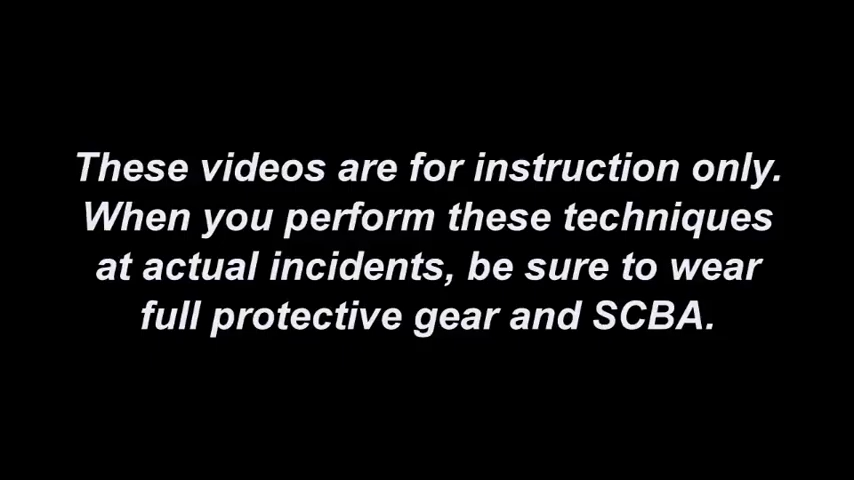 These videos are for instruction only.
When you perform these techniques
at actual incidents, be sure to wear
full protective gear and SCBA.